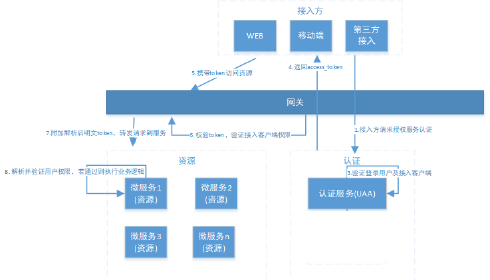 接入方
WEB
移动端
第三方
接入
5.携带token访问资源
4.返回access_token
网关
7.附加解析后明文token，转发请求到服务
6.校验token，验证接入客户端权限
1.接入方请求授权服务认证
资源
认证
8.解析并验证用户权限，若通过则执行业务逻辑
3.验证登录用户及接入客户端
微服务1
(资源)
微服务2
(资源)
认证服务(UAA)
微服务3
(资源)
微服务n
(资源)